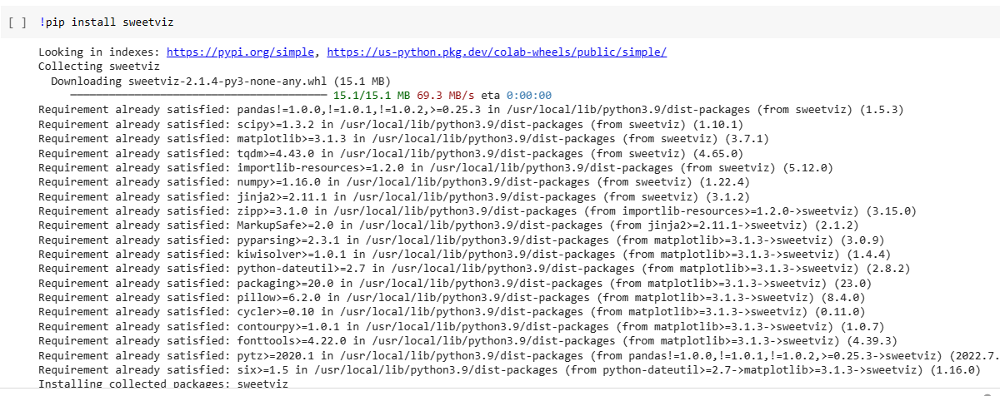 [ ] !pip install sweetviz
Looking in indexes: https://pypi.org/simple, https://us-python.pkg.dev/colab-wheels/public/simple/
Collecting sweetviz
Downloading sweetviz-2.1.4-py3-none-any.whl (15.1 MB)
15.1/15.1 MB 69.3 MB/s eta 0:00:00
Requirement already satisfied: pandas!=1.0.0,!=1.0.1,!=1.0.2,>=0.25.3 in /usr/local/lib/python3.9/dist-packages (from sweetviz) (1.5.3)
Requirement already satisfied: scipy>=1.3.2 in /usr/local/lib/python3.9/dist-packages (from sweetviz) (1.10.1)
Requirement already satisfied: matplotlib>=3.1.3 in /usr/local/lib/python3.9/dist-packages (from sweetviz) (3.7.1)
Requirement already satisfied: tqdm>=4.43.0 in /usr/local/lib/python3.9/dist-packages (from sweetviz) (4.65.0)
Requirement already satisfied: importlib-resources>=1.2.0 in /usr/local/lib/python3.9/dist-packages (from sweetviz) (5.12.0)
Requirement already satisfied: numpy>=1.16.0 in /usr/local/lib/python3.9/dist-packages (from sweetviz) (1.22.4)
Requirement already satisfied: jinja2>=2.11.1 in /usr/local/lib/python3.9/dist-packages (from sweetviz) (3.1.2)
Requirement already satisfied: zipp>=3.1.0 in /usr/local/lib/python3.9/dist-packages (from importlib-resources>=1.2.0->sweetviz) (3.15.0)
Requirement already satisfied: MarkupSafe>=2.0 in /usr/local/lib/python3.9/dist-packages (from jinja2>=2.11.1->sweetviz) (2.1.2)
Requirement already satisfied: pyparsing>=2.3.1 in /usr/local/lib/python3.9/dist-packages (from matplotlib>=3.1.3->sweetviz) (3.0.9)
Requirement already satisfied: kiwisolver>=1.0.1 in /usr/local/lib/python3.9/dist-packages (from matplotlib>=3.1.3->sweetviz) (1.4.4)
Requirement already satisfied: python-dateutil>=2.7 in /usr/local/lib/python3.9/dist-packages (from matplotlib>=3.1.3->sweetviz) (2.8.2)
Requirement already satisfied: packaging>=20.0 in /usr/local/lib/python3.9/dist-packages (from matplotlib>=3.1.3->sweetviz) (23.0)
Requirement already satisfied: pillow>=6.2.0 in /usr/local/lib/python3.9/dist-packages (from matplotlib>=3.1.3->sweetviz) (8.4.0)
Requirement already satisfied: cycler>=0.10 in /usr/local/lib/python3.9/dist-packages (from matplotlib>=3.1.3->sweetviz) (0.11.0)
Requirement already satisfied: contourpy>=1.0.1 in /usr/local/lib/python3.9/dist-packages (from matplotlib>=3.1.3->sweetviz) (1.0.7)
Requirement already satisfied: fonttools>=4.22.0 in /usr/local/lib/python3.9/dist-packages (from matplotlib>=3.1.3->sweetviz) (4.39.3)
Requirement already satisfied: pytz>=2020.1 in /usr/local/lib/python3.9/dist-packages (from pandas!=1.0.0,!=1.0.1,!=1.0.2,>=0.25.3->sweetviz) (2022.7.
Requirement already satisfied: six>=1.5 in /usr/local/lib/python3.9/dist-packages (from python-dateutil>=2.7->matplotlib>=3.1.3->sweetviz) (1.16.0)
Installing collected packages: sweetviz